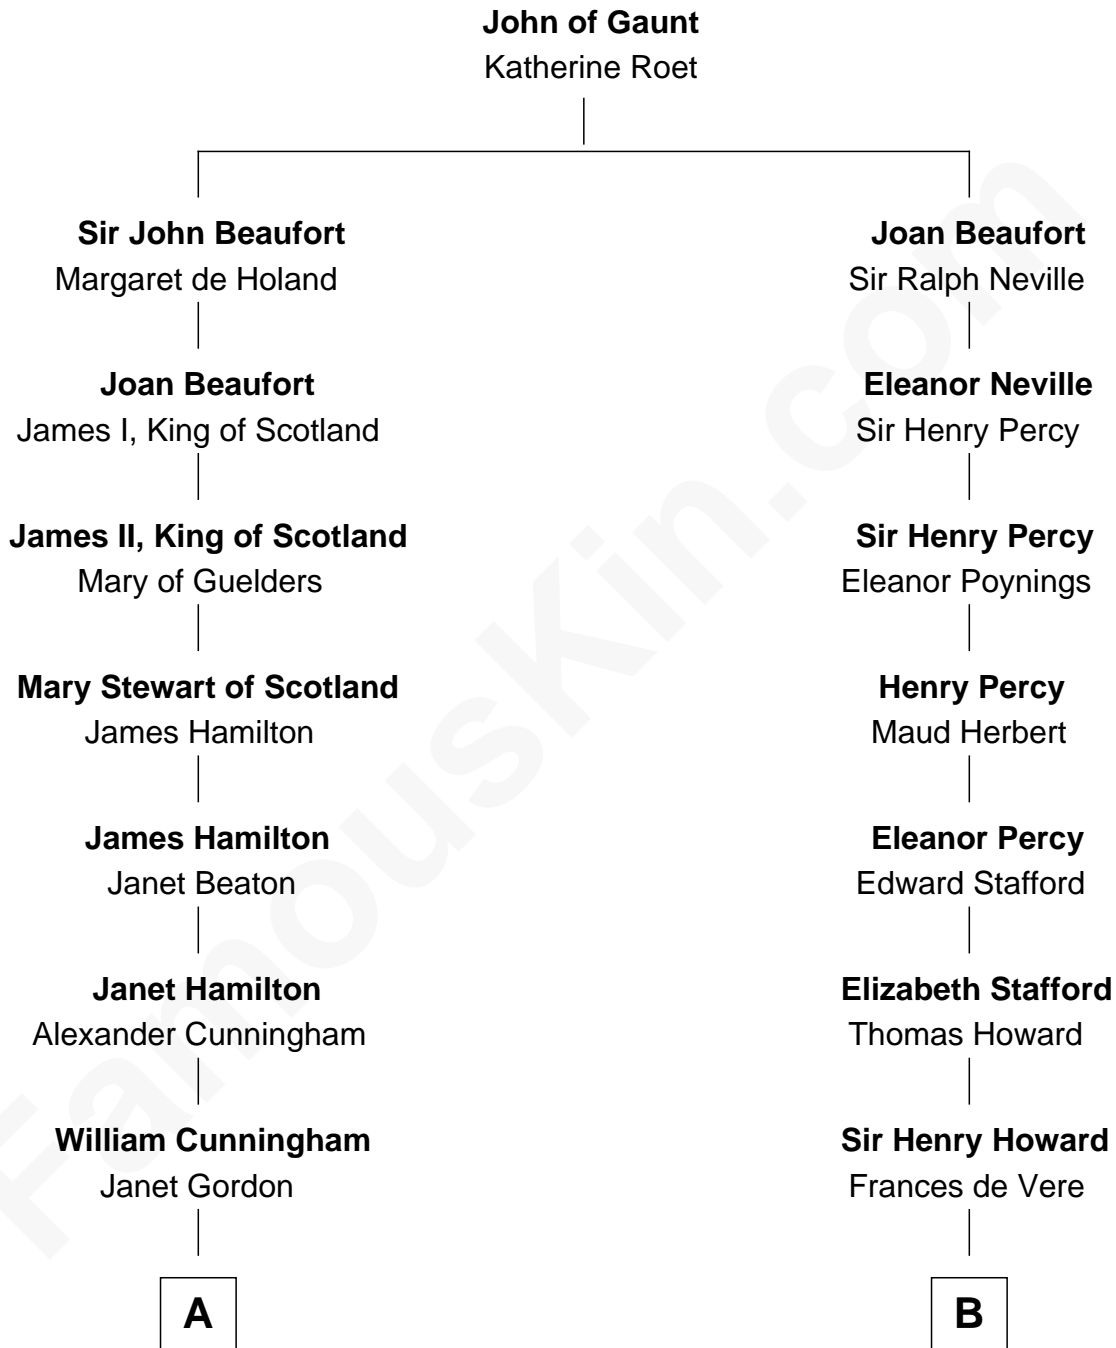 John of Gaunt
Katherine Roet
Sir John Beaufort
Margaret de Holand
Joan Beaufort
James I, King of Scotland
James II, King of Scotland
Mary of Guelders
Mary Stewart of Scotland
James Hamilton
James Hamilton
Janet Beaton
Janet Hamilton
Alexander Cunningham
William Cunningham
Janet Gordon
A
Joan Beaufort
Sir Ralph Neville
Eleanor Neville
Sir Henry Percy
Sir Henry Percy
Eleanor Poynings
Henry Percy
Maud Herbert
Eleanor Percy
Edward Stafford
Elizabeth Stafford
Thomas Howard
Sir Henry Howard
Frances de Vere
B
FamousKin.com